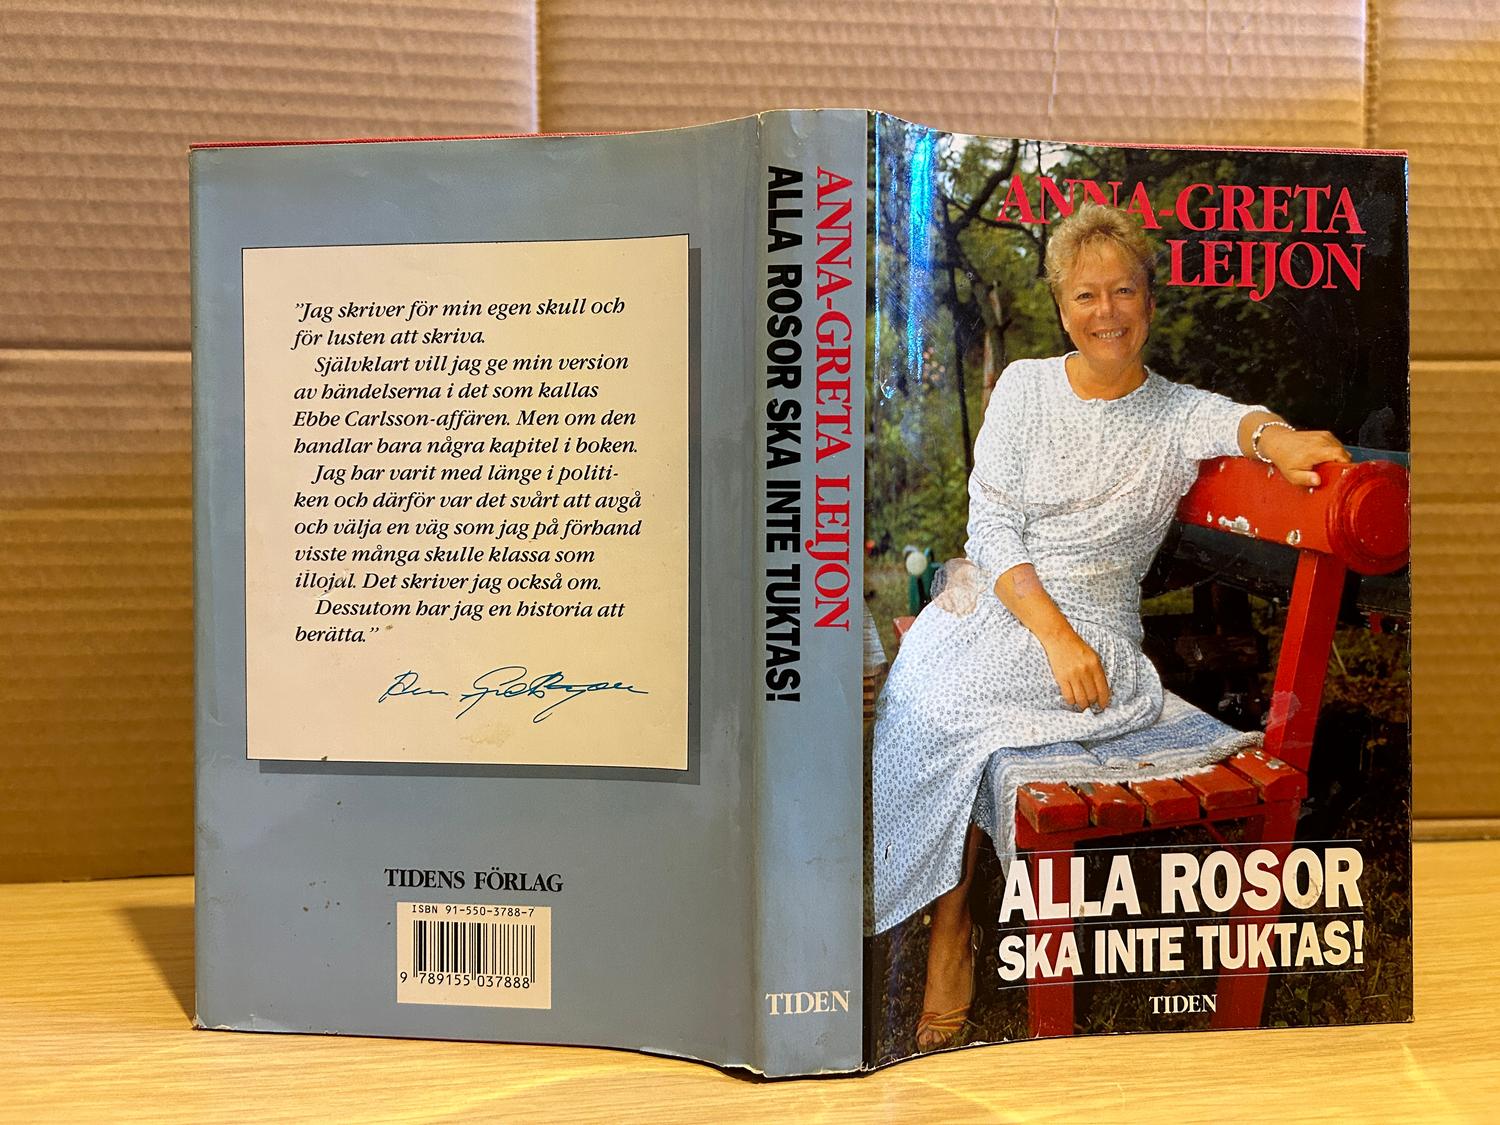 ”Jag skriver för min egen skull och
för lusten att skriva.
Självklart vill jag ge min version
av händelserna i det som kallas
Ebbe Carlsson-affären. Men om den
handlar bara några kapitel i boken.
Jag har varit med länge i politi-
ken och därför var det svårt att avgå
och välja en väg som jag på förhand
visste många skulle klassa som
illojal. Det skriver jag också om.
Dessutom har jag en historia att
berätta.”
TIDENS FÖRLAG
ISBN 91-550-3788-7
9 789155 037888
ANNA-GRETA LEIJON
ALLA ROSOR SKA INTE TUKTAS!
TIDEN
ANNA-GRETA
LEIJON
ALLA ROSOR
SKA INTE TUKTAS!
TIDEN